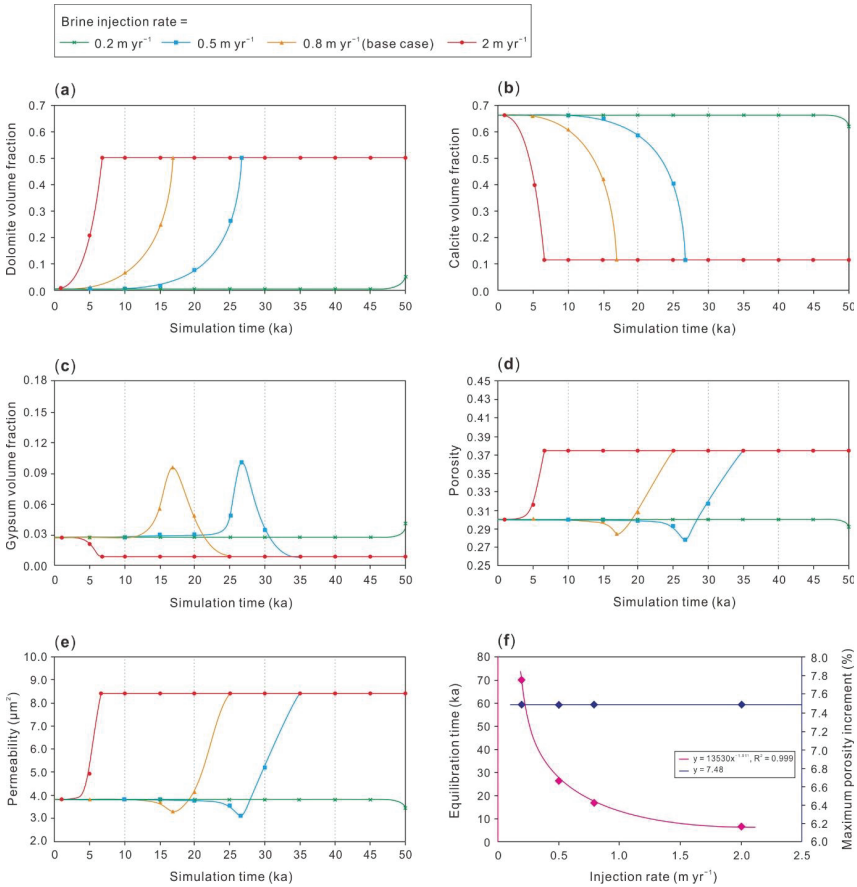 Brine injection rate =
0.2 m yr⁻¹ 0.5 m yr⁻¹ 0.8 m yr⁻¹ (base case) 2 m yr⁻¹
(a)
Dolomite volume fraction
0.7
0.6
0.5
0.4
0.3
0.2
0.1
0.0
0 5 10 15 20 25 30 35 40 45 50
Simulation time (ka)
(b)
Calcite volume fraction
0.7
0.6
0.5
0.4
0.3
0.2
0.1
0.0
0 5 10 15 20 25 30 35 40 45 50
Simulation time (ka)
(c)
Gypsum volume fraction
0.18
0.15
0.12
0.09
0.06
0.03
0.00
0 5 10 15 20 25 30 35 40 45 50
Simulation time (ka)
(d)
Porosity
0.45
0.43
0.41
0.39
0.37
0.35
0.33
0.31
0.29
0.27
0.25
0 5 10 15 20 25 30 35 40 45 50
Simulation time (ka)
(e)
Permeability (μm²)
10.0
9.0
8.0
7.0
6.0
5.0
4.0
3.0
2.0
0 5 10 15 20 25 30 35 40 45 50
Simulation time (ka)
(f)
Equilibration time (ka)
80
70
60
50
40
30
20
10
0
0 0.5 1.0 1.5 2.0 2.5
Injection rate (m yr⁻¹)
Maximum porosity increment (%)
8.0
7.8
7.6
7.4
7.2
7.0
6.8
6.6
6.4
6.2
6.0
y = 13530x , R² = 0.999
y = 7.48